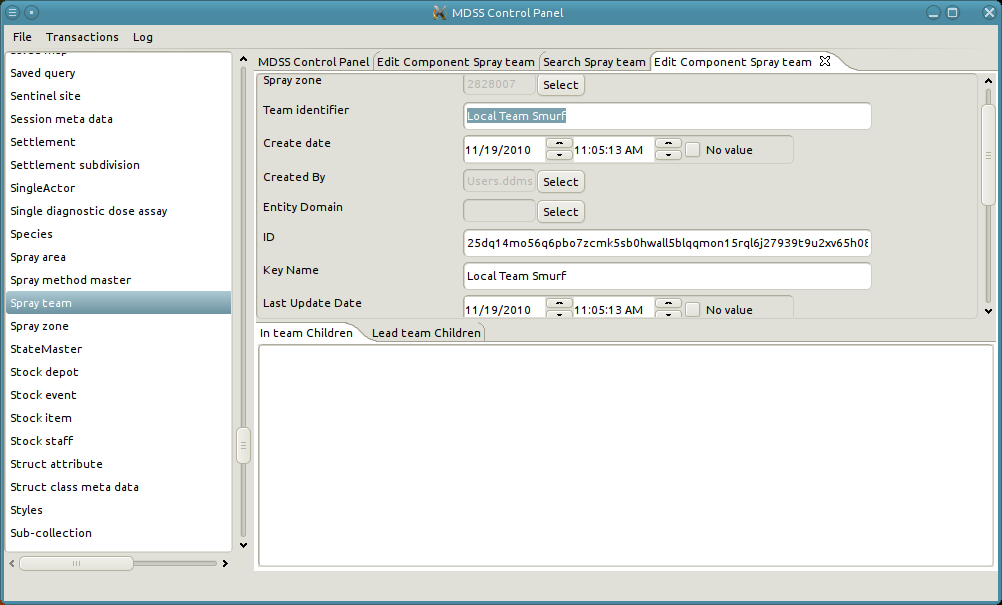 MDSS Control Panel
File Transactions Log
Saved map
Saved query
Sentinel site
Session meta data
Settlement
Settlement subdivision
SingleActor
Single diagnostic dose assay
Species
Spray area
Spray method master
Spray team
Spray zone
StateMaster
Stock depot
Stock event
Stock item
Stock staff
Struct attribute
Struct class meta data
Styles
Sub-collection
MDSS Control Panel Edit Component Spray team Search Spray team Edit Component Spray team
Spray zone 2828007 Select
Team identifier Local Team Smurf
Create date 11/19/2010 11:05:13 AM No value
Created By Users.ddms Select
Entity Domain Select
ID 25dq14mo56q6pbo7zcmk5sb0hwall5blqqmon15rql6j27939t9u2xv65h08
Key Name Local Team Smurf
Last Update Date 11/19/2010 11:05:13 AM No value
In team Children Lead team Children